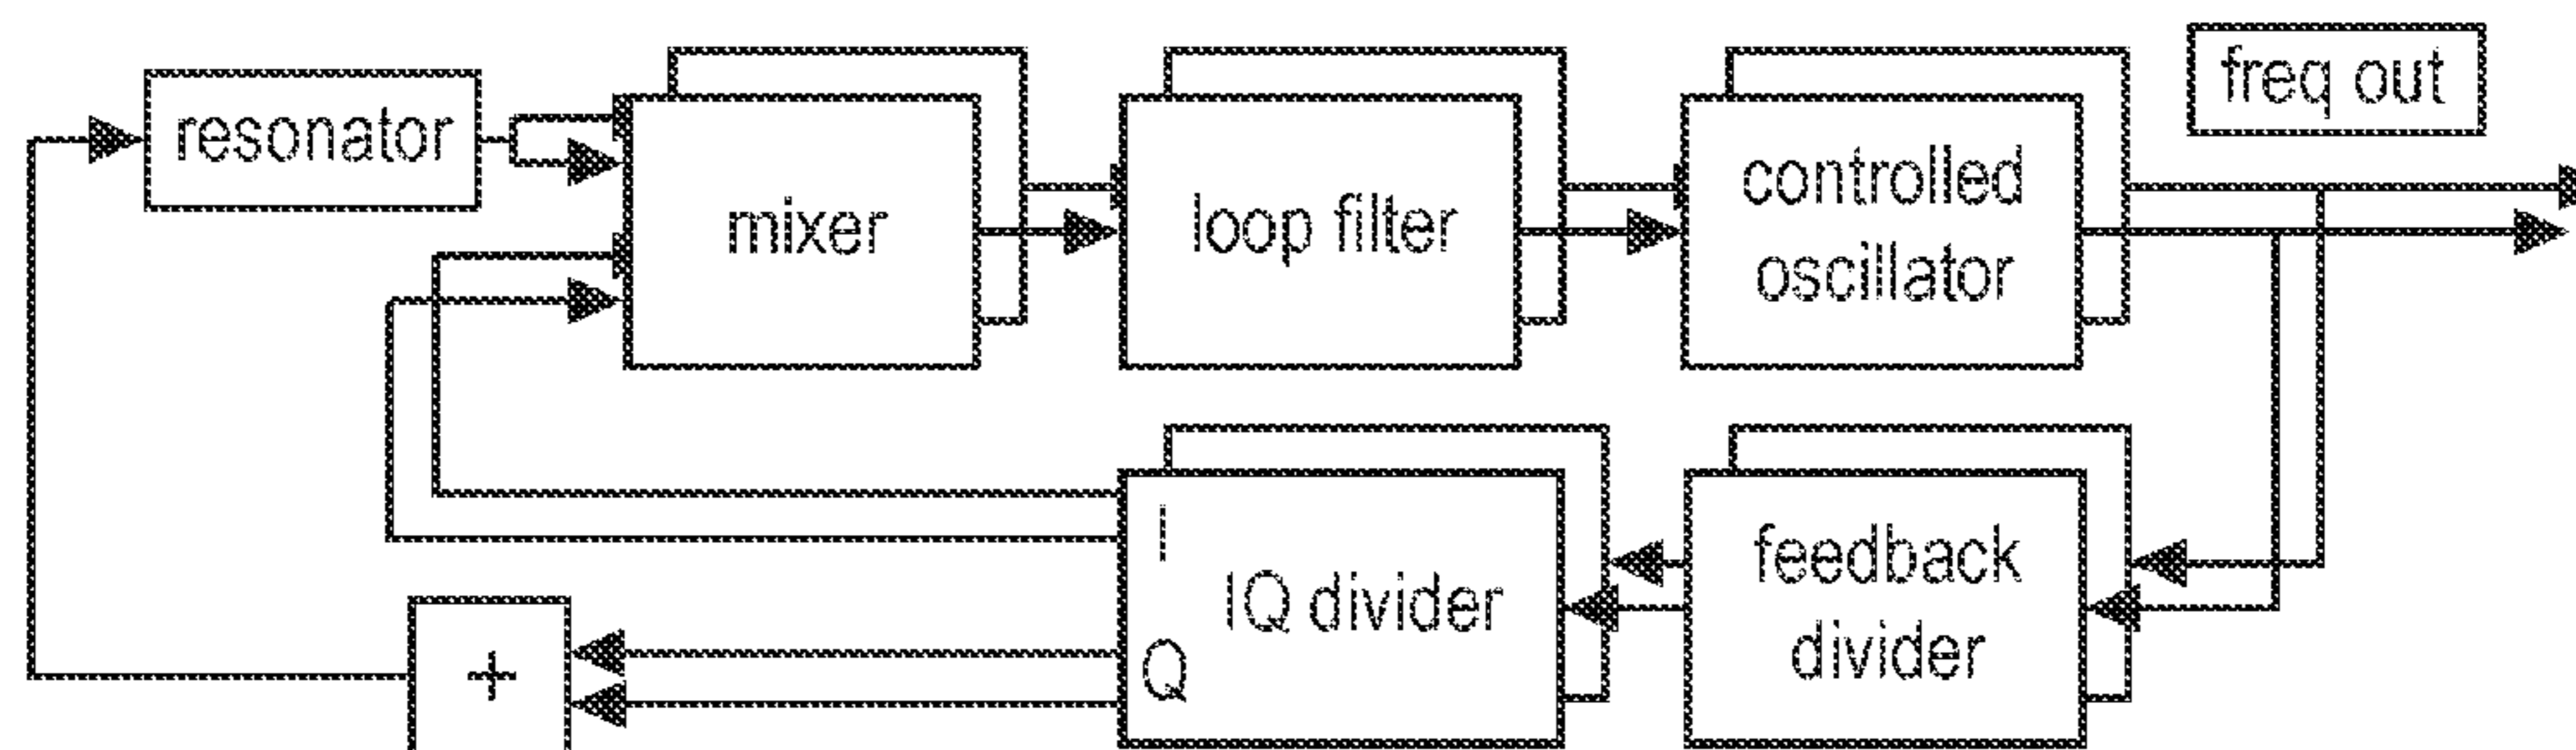 resonator
mixer
loop filter
controlled
oscillator
freq out
I
IQ divider
Q
feedback
divider
+